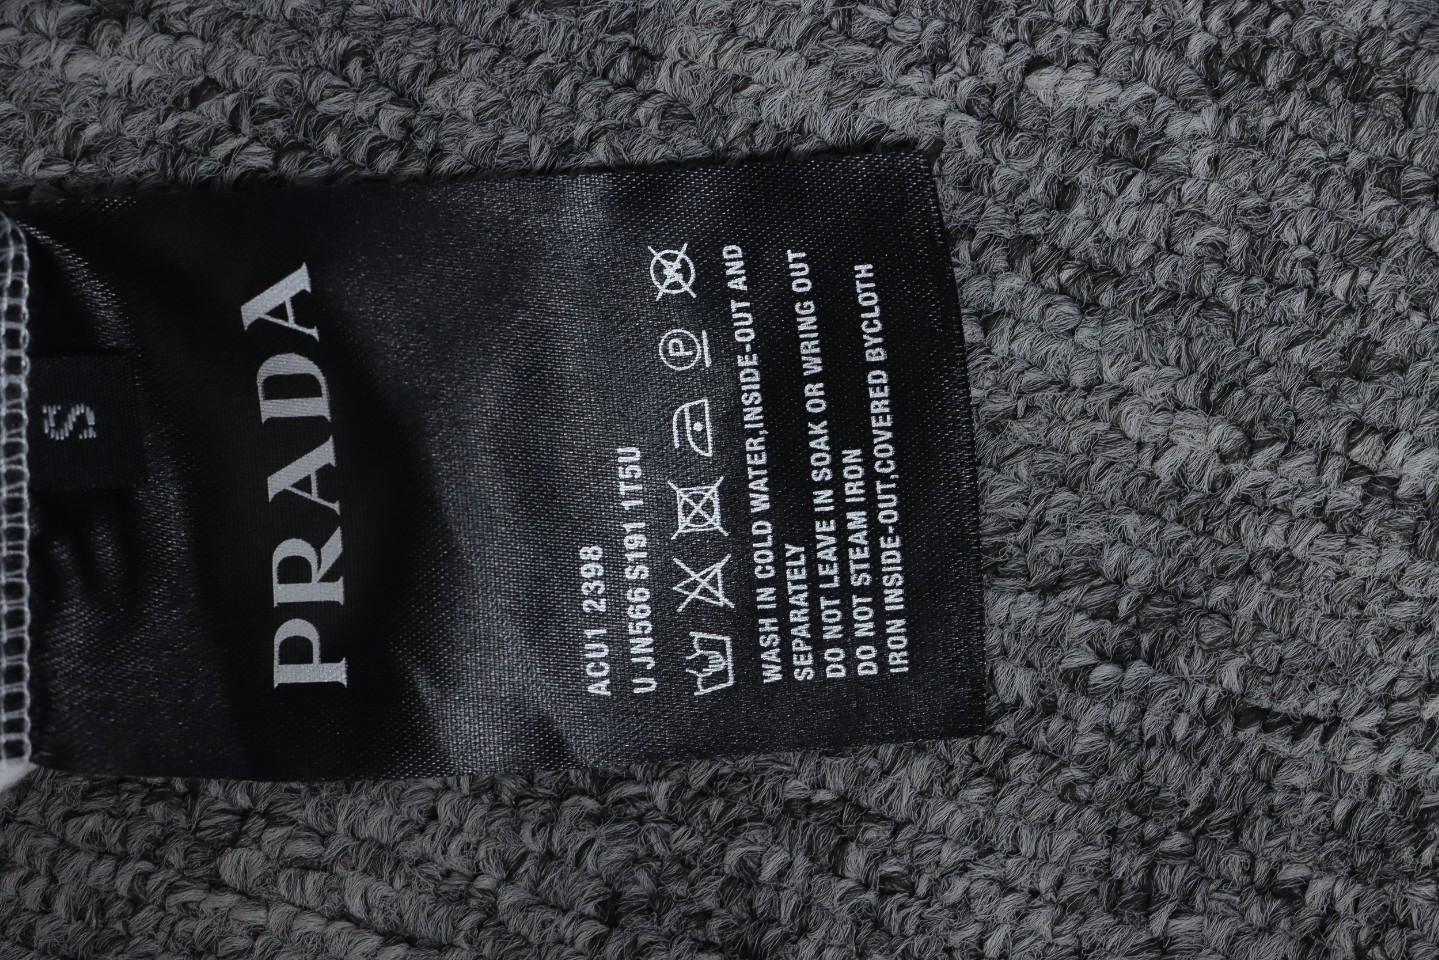 S
PRADA
ACU1 2398
U JN566 S191 1T5U
P
WASH IN COLD WATER,INSIDE-OUT AND
SEPARATELY
DO NOT LEAVE IN SOAK OR WRING OUT
DO NOT STEAM IRON
IRON INSIDE-OUT,COVERED BYCLOTH